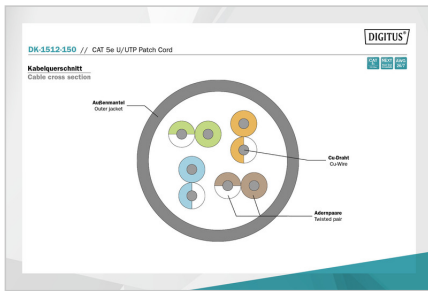 DIGITUS®
DK-1512-150 // CAT 5e U/UTP Patch Cord
Kabelquerschnitt
Cable cross section
Außenmantel
Outer jacket
Cu-Draht
Cu-Wire
Adernpaare
Twisted pair